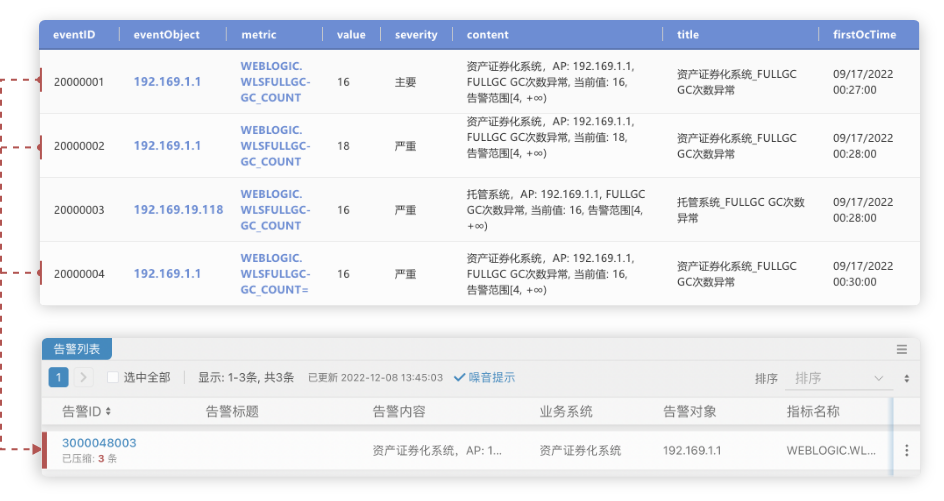 eventID eventObject metric value severity content title firstOcTime
20000001 192.169.1.1 WEBLOGIC. 16 主要 资产证券化系统，AP: 192.169.1.1, 资产证券化系统_FULLGC 09/17/2022
WLSFULLGC- FULLGC GC次数异常, 当前值: 16, GC次数异常 00:27:00
GC_COUNT 告警范围[4, +∞)
20000002 192.169.1.1 WEBLOGIC. 18 严重 资产证券化系统，AP: 192.169.1.1, 资产证券化系统_FULLGC 09/17/2022
WLSFULLGC- FULLGC GC次数异常, 当前值: 18, GC次数异常 00:28:00
GC_COUNT 告警范围[4, +∞)
20000003 192.169.19.118 WEBLOGIC. 16 严重 托管系统，AP: 192.169.1.1, FULLGC 托管系统_FULLGC GC次数 09/17/2022
WLSFULLGC- GC次数异常, 当前值: 16, 告警范围[4, 异常 00:28:00
GC_COUNT +∞)
20000004 192.169.1.1 WEBLOGIC. 16 严重 资产证券化系统，AP: 192.169.1.1, 资产证券化系统_FULLGC 09/17/2022
WLSFULLGC- FULLGC GC次数异常, 当前值: 16, GC次数异常 00:30:00
GC_COUNT= 告警范围[4, +∞)
告警列表
1 选中全部 显示: 1-3条, 共3条 已更新 2022-12-08 13:45:03 噪音提示 排序 排序
告警ID 告警标题 告警内容 业务系统 告警对象 指标名称
3000048003 资产证券化系统，AP: 1... 资产证券化系统 192.169.1.1 WEBLOGIC.WL...
已压缩: 3 条